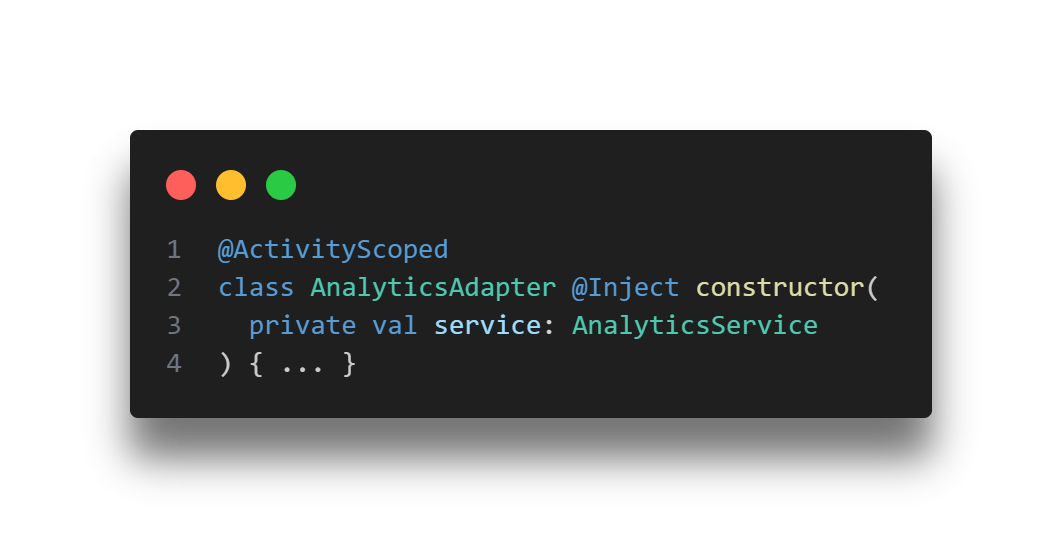 1 @ActivityScoped
2 class AnalyticsAdapter @Inject constructor(
3   private val service: AnalyticsService
4 ) { ... }